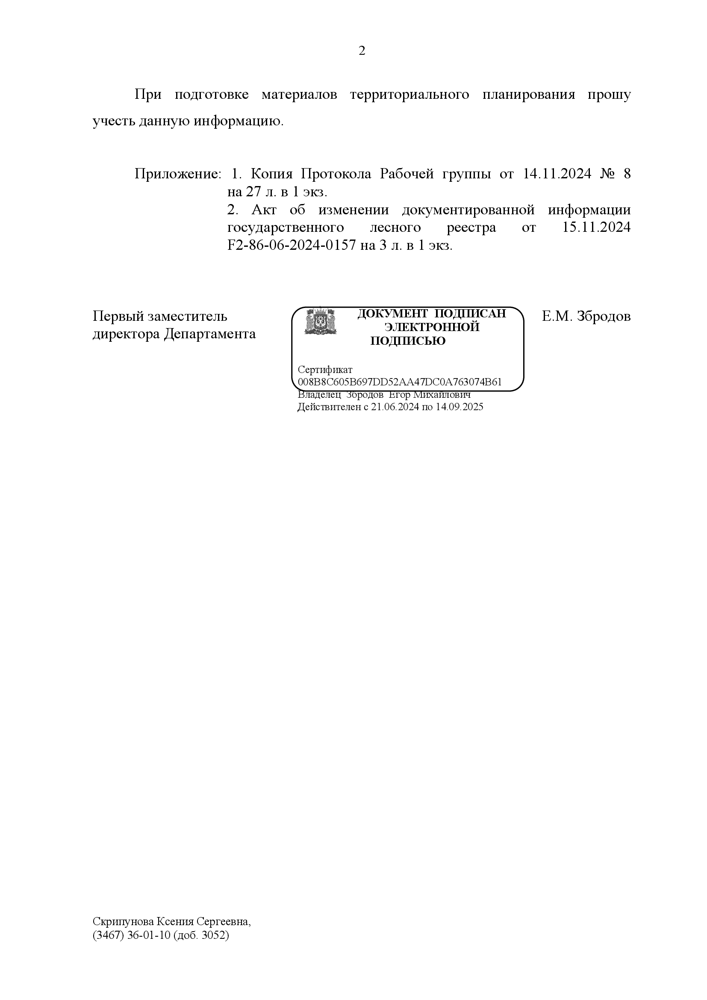 2
При подготовке материалов территориального планирования прошу
учесть данную информацию.
Приложение: 1. Копия Протокола Рабочей группы от 14.11.2024 № 8
на 27 л. в 1 экз.
2. Акт об изменении документированной информации
государственного лесного реестра от 15.11.2024
F2-86-06-2024-0157 на 3 л. в 1 экз.
Первый заместитель
директора Департамента
ДОКУМЕНТ ПОДПИСАН
ЭЛЕКТРОННОЙ
ПОДПИСЬЮ
Сертификат
008B8C605B697DD52AA47DC0A763074B61
Владелец Збродов Егор Михайлович
Действителен с 21.06.2024 по 14.09.2025
Е.М. Збродов
Скрипунова Ксения Сергеевна,
(3467) 36-01-10 (доб. 3052)